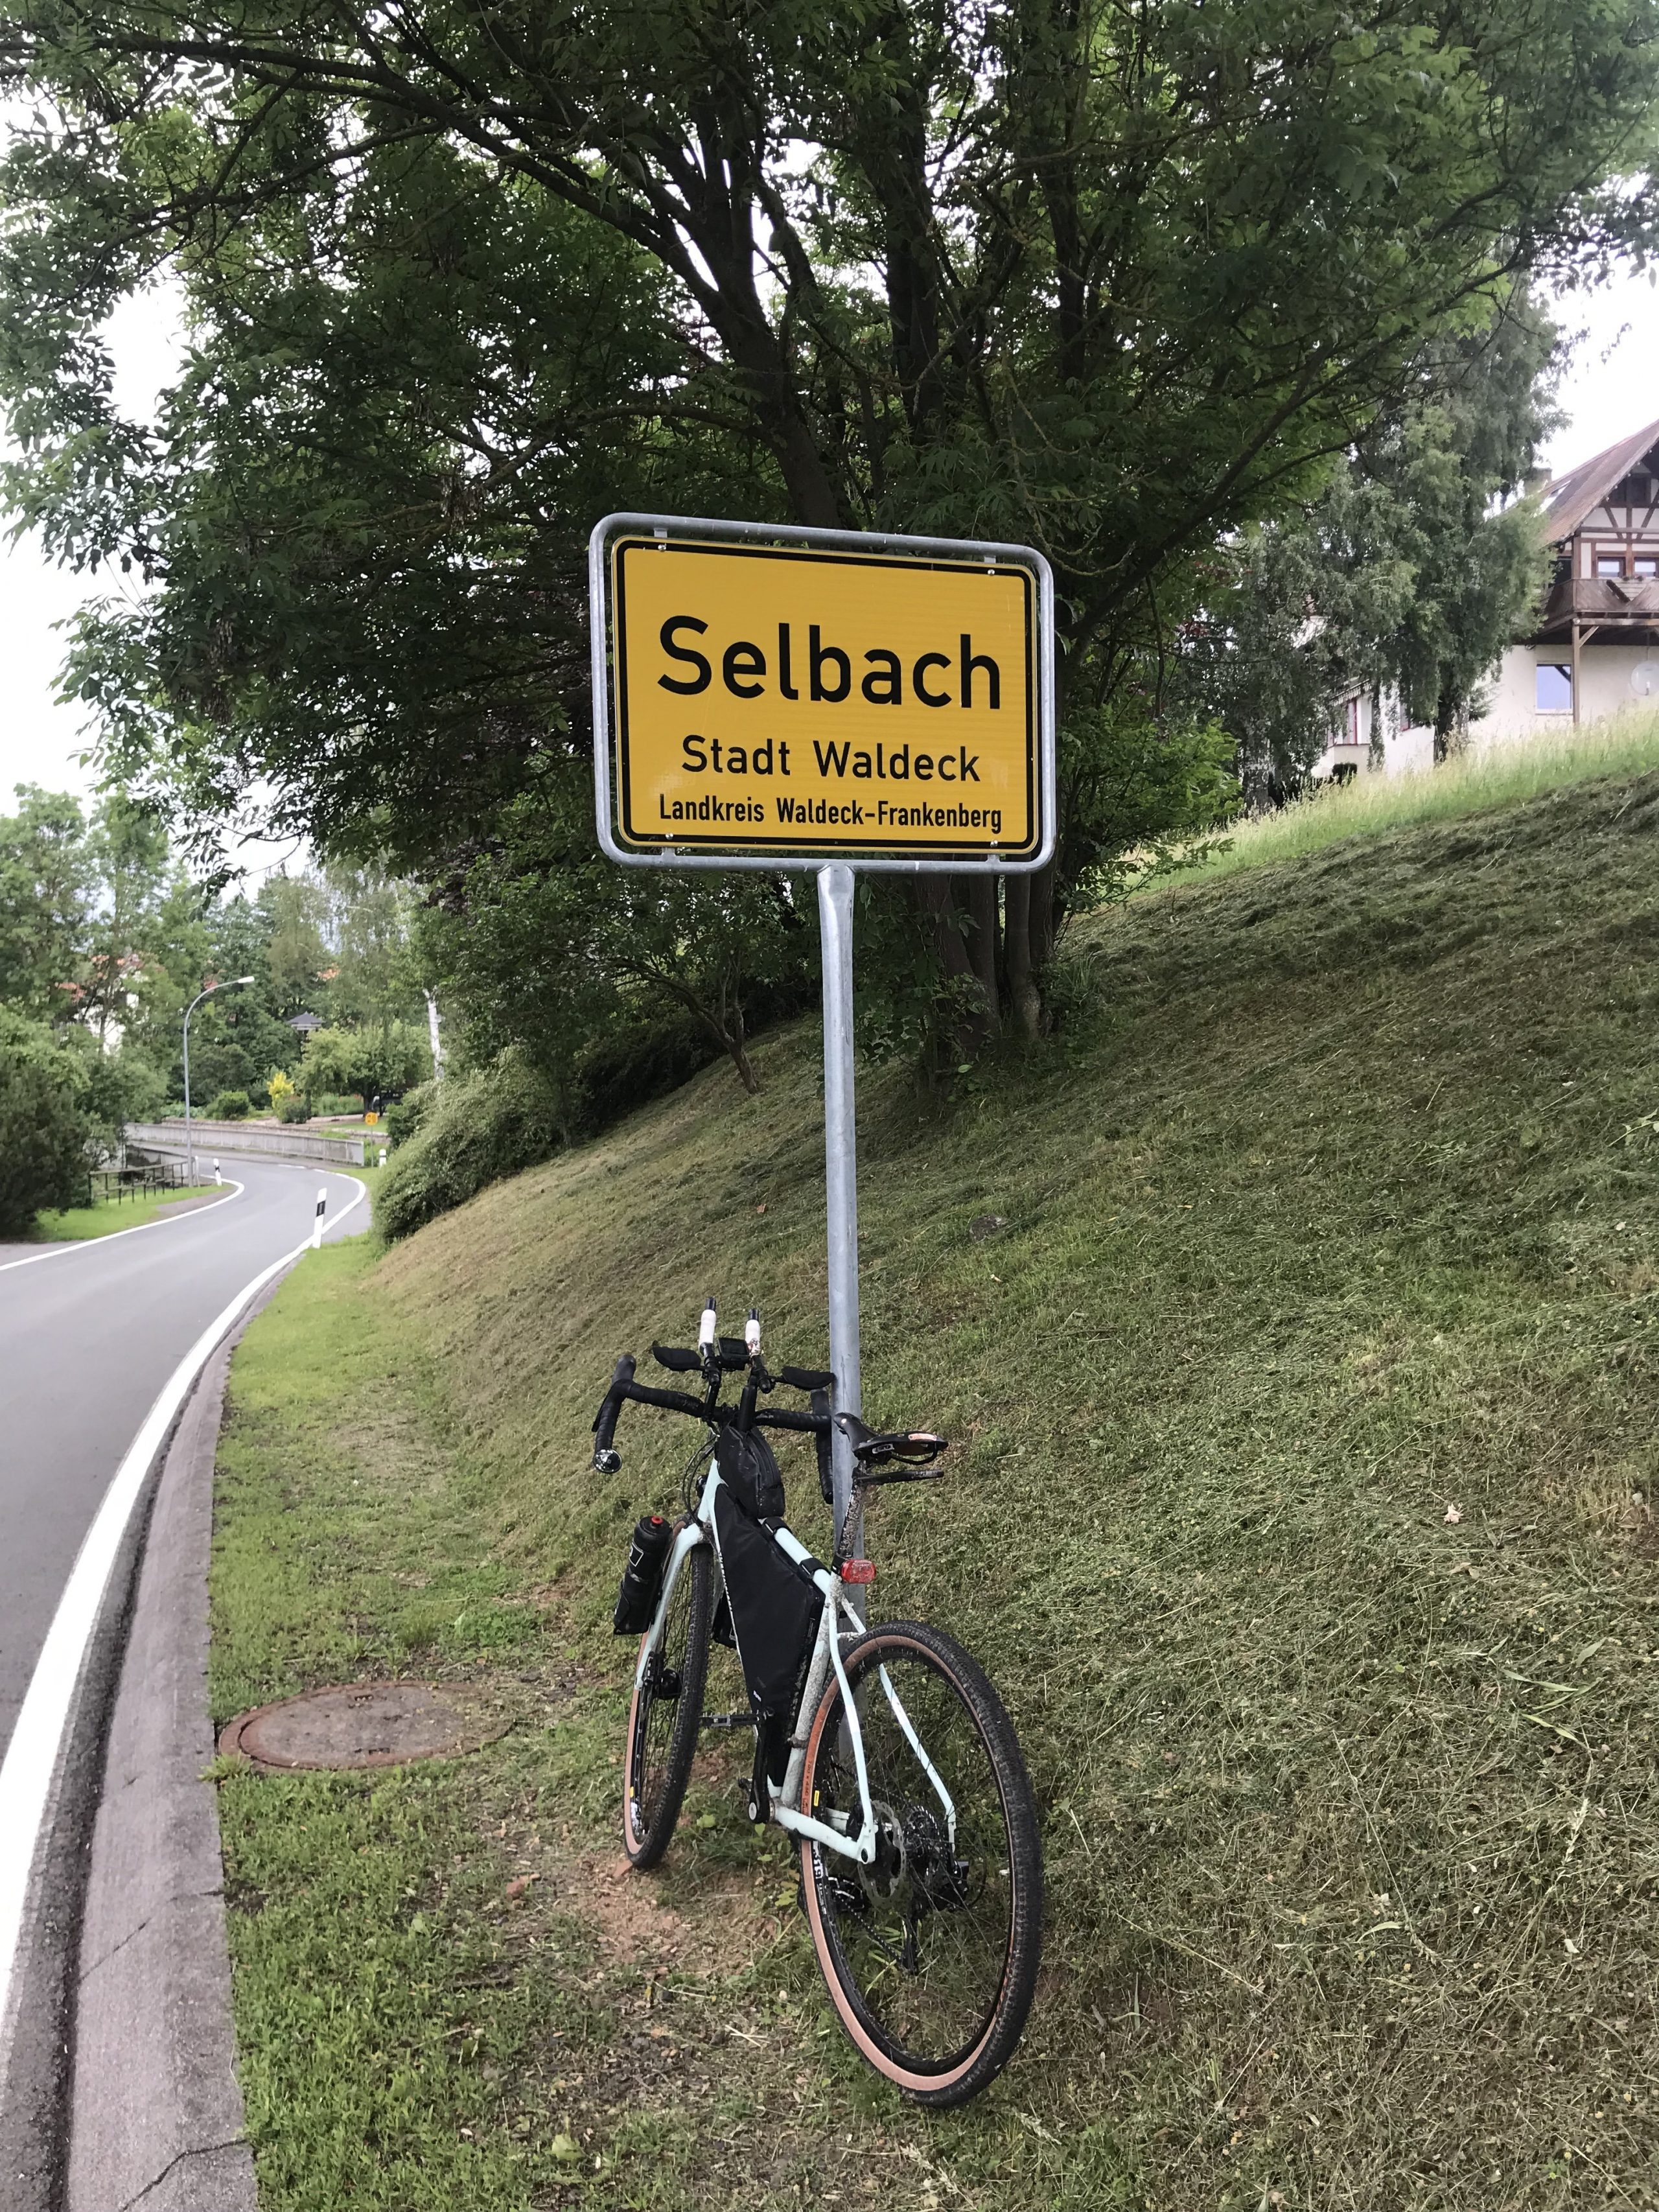 Selbach
Stadt Waldeck
Landkreis Waldeck-Frankenberg